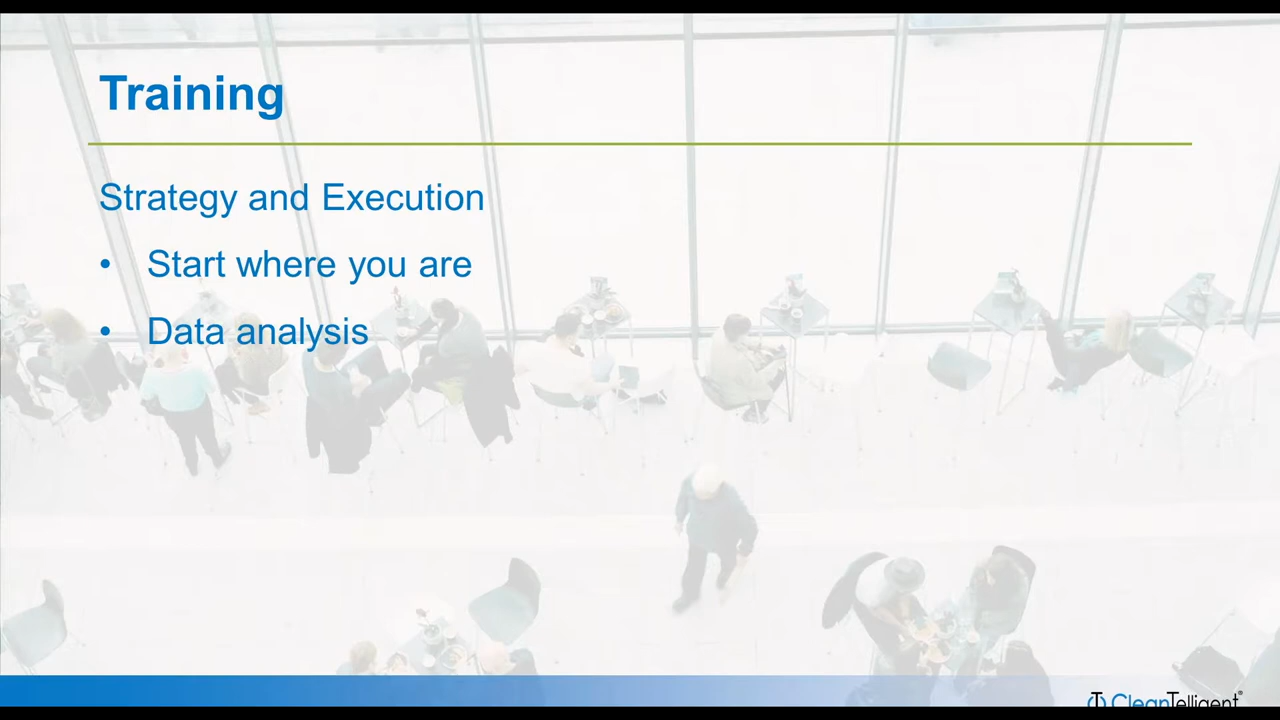 Training
Strategy and Execution
• Start where you are
• Data analysis
CleanTelligent®